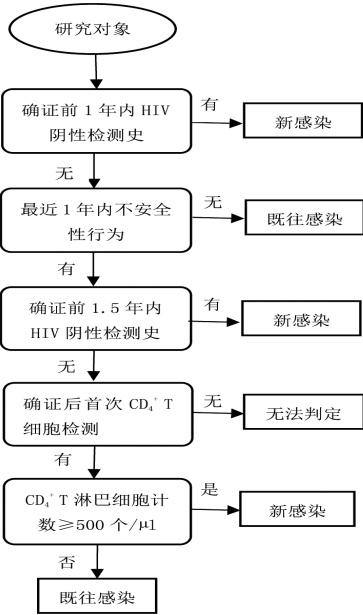 研究对象
确证前1年内HIV
阴性检测史
有
新感染
无
最近1年内不安全
性行为
无
既往感染
有
确证前1.5年内
HIV阴性检测史
有
新感染
无
确证后首次CD₄⁺T
细胞检测
无
无法判定
有
CD₄⁺T淋巴细胞计
数≥500个/μl
是
新感染
否
既往感染